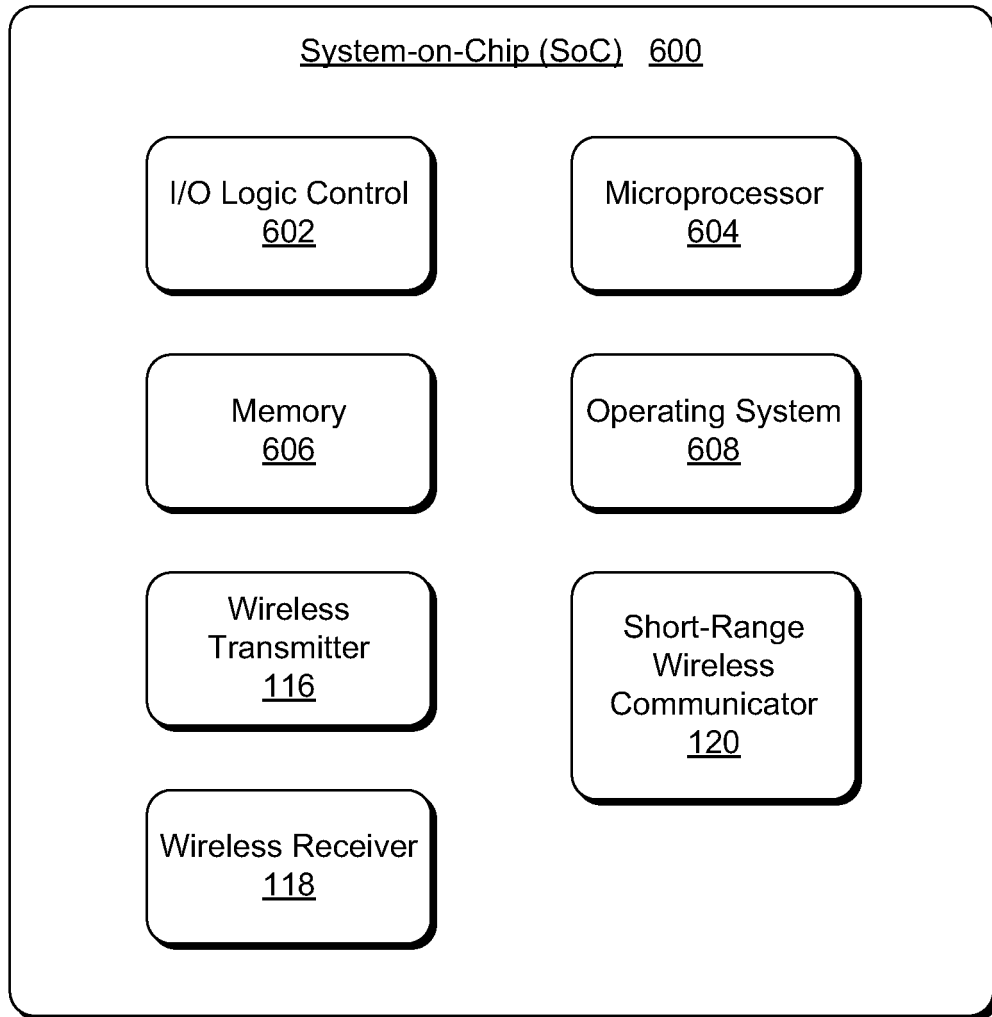 System-on-Chip (SoC) 600
I/O Logic Control
602
Microprocessor
604
Memory
606
Operating System
608
Wireless
Transmitter
116
Short-Range
Wireless
Communicator
120
Wireless Receiver
118